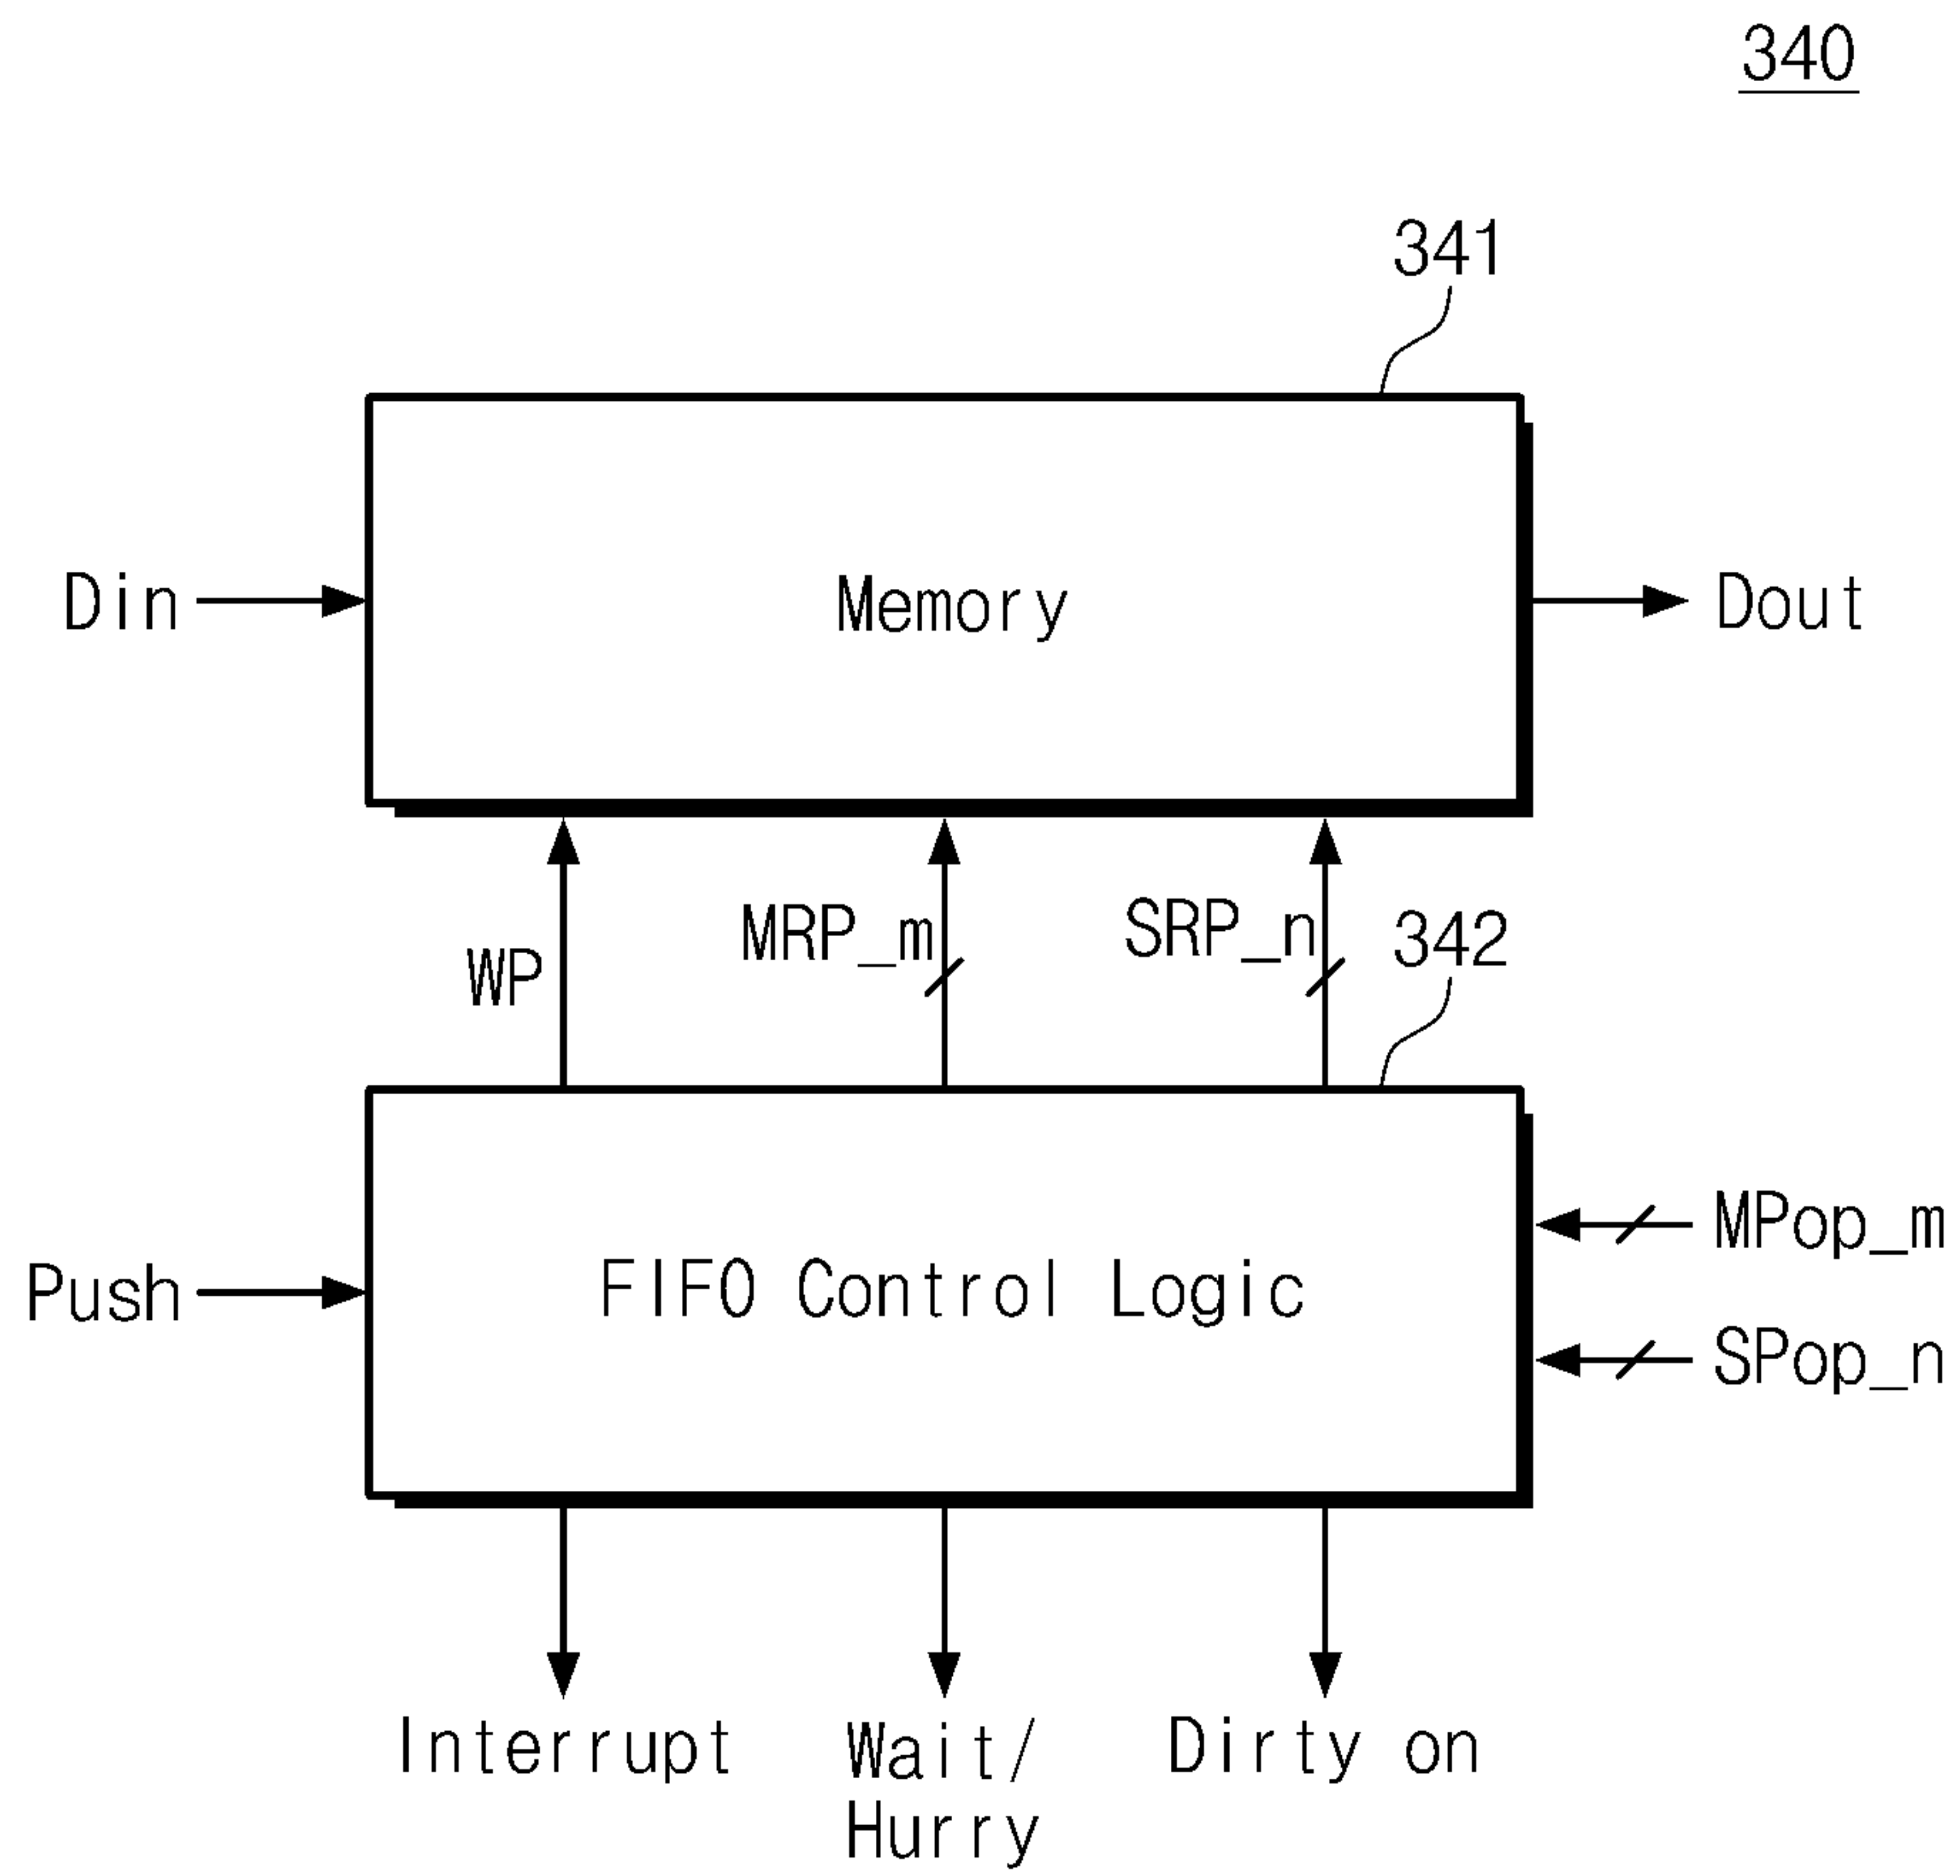 340
341
Din
Memory
Dout
WP
MRP_m
SRP_n
342
Push
FIFO Control Logic
MPop_m
SPop_n
Interrupt
Wait/
Hurry
Dirty on